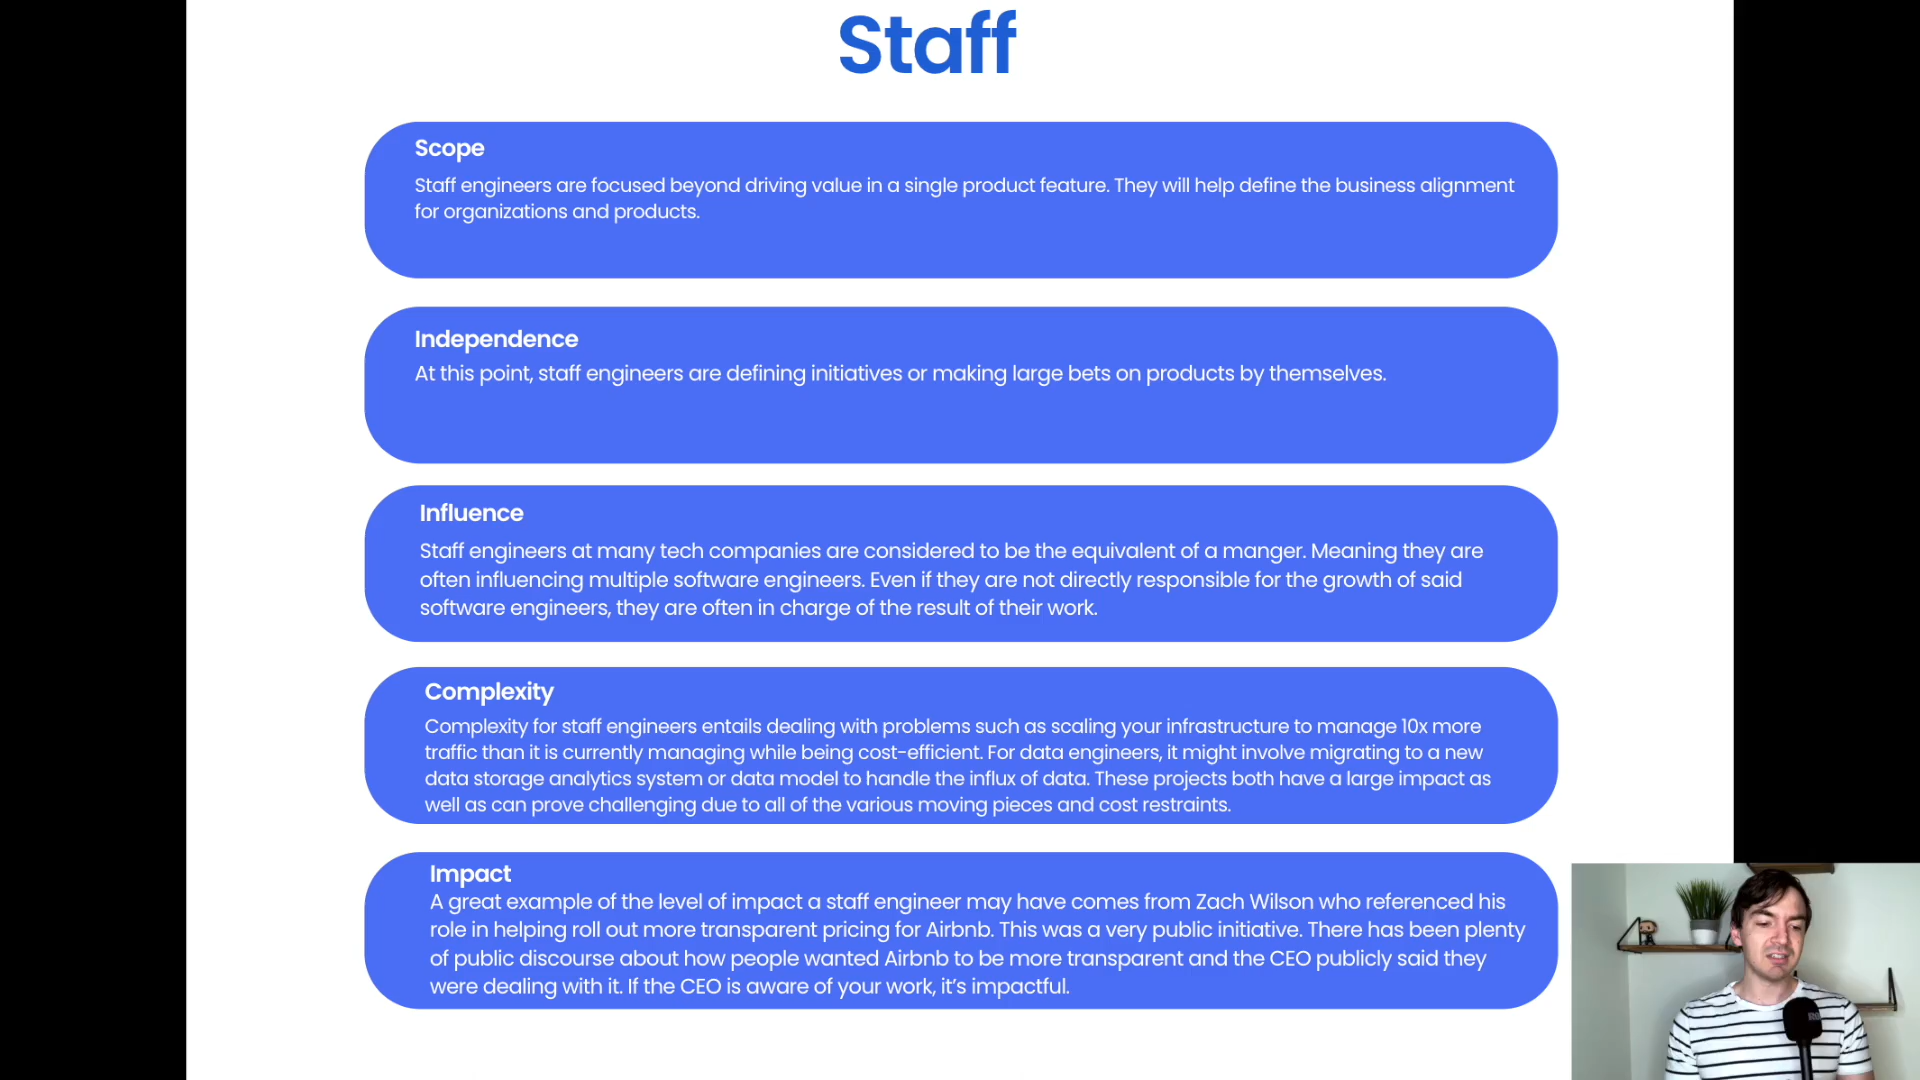 Staff
Scope
Staff engineers are focused beyond driving value in a single product feature. They will help define the business alignment
for organizations and products.
Independence
At this point, staff engineers are defining initiatives or making large bets on products by themselves.
Influence
Staff engineers at many tech companies are considered to be the equivalent of a manger. Meaning they are
often influencing multiple software engineers. Even if they are not directly responsible for the growth of said
software engineers, they are often in charge of the result of their work.
Complexity
Complexity for staff engineers entails dealing with problems such as scaling your infrastructure to manage 10x more
traffic than it is currently managing while being cost-efficient. For data engineers, it might involve migrating to a new
data storage analytics system or data model to handle the influx of data. These projects both have a large impact as
well as can prove challenging due to all of the various moving pieces and cost restraints.
Impact
A great example of the level of impact a staff engineer may have comes from Zach Wilson who referenced his
role in helping roll out more transparent pricing for Airbnb. This was a very public initiative. There has been plenty
of public discourse about how people wanted Airbnb to be more transparent and the CEO publicly said they
were dealing with it. If the CEO is aware of your work, it's impactful.